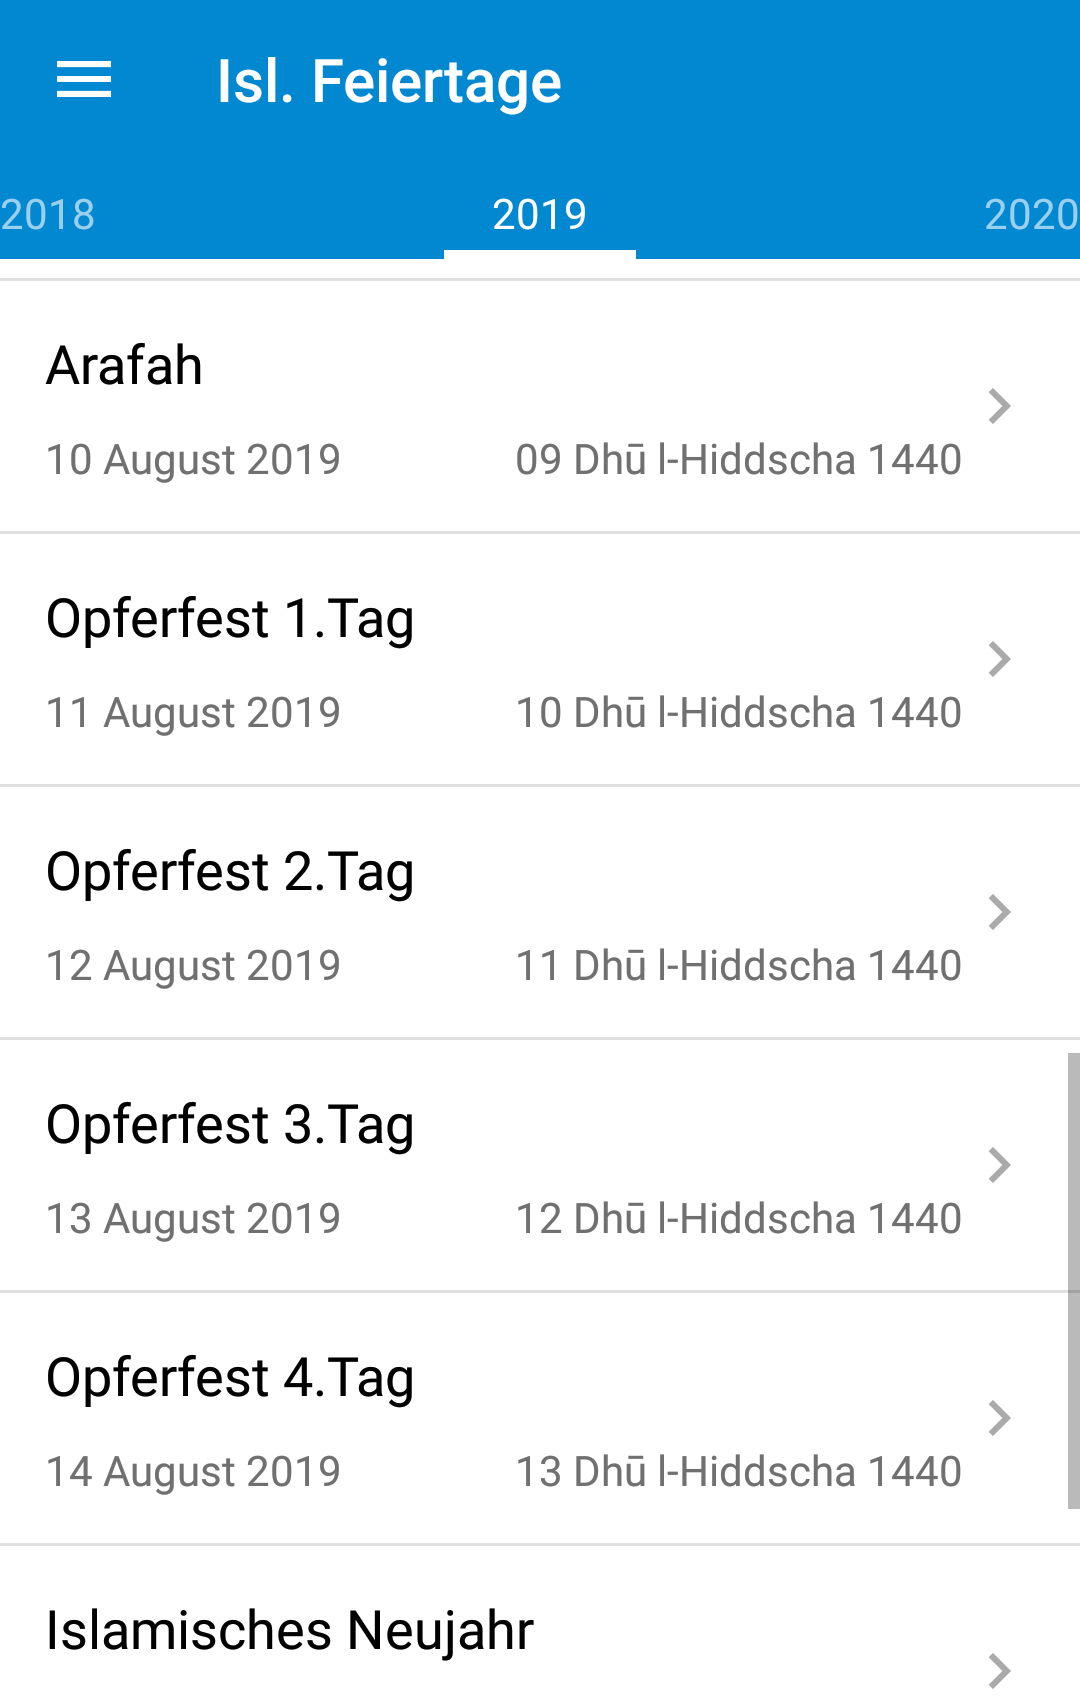 Isl. Feiertage
2018 2019 2020
Arafah
10 August 2019 09 Dhū l-Hiddscha 1440
Opferfest 1.Tag
11 August 2019 10 Dhū l-Hiddscha 1440
Opferfest 2.Tag
12 August 2019 11 Dhū l-Hiddscha 1440
Opferfest 3.Tag
13 August 2019 12 Dhū l-Hiddscha 1440
Opferfest 4.Tag
14 August 2019 13 Dhū l-Hiddscha 1440
Islamisches Neujahr